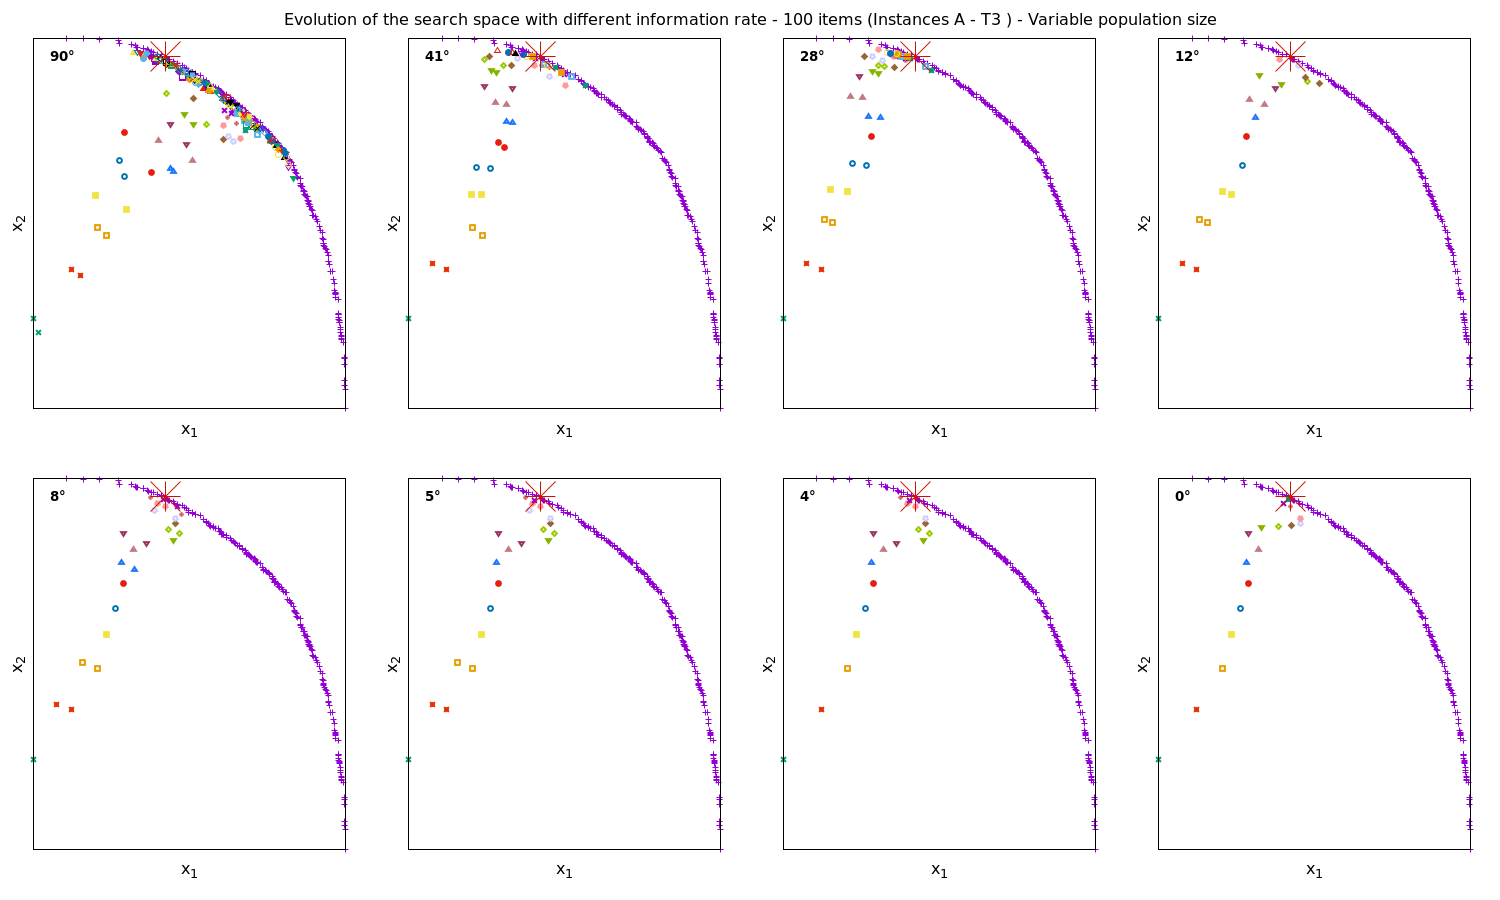 Evolution of the search space with different information rate - 100 items (Instances A - T3 ) - Variable population size
90°
41°
28°
12°
x2
x2
x2
x2
x1
x1
x1
x1
8°
5°
4°
0°
x2
x2
x2
x2
x1
x1
x1
x1